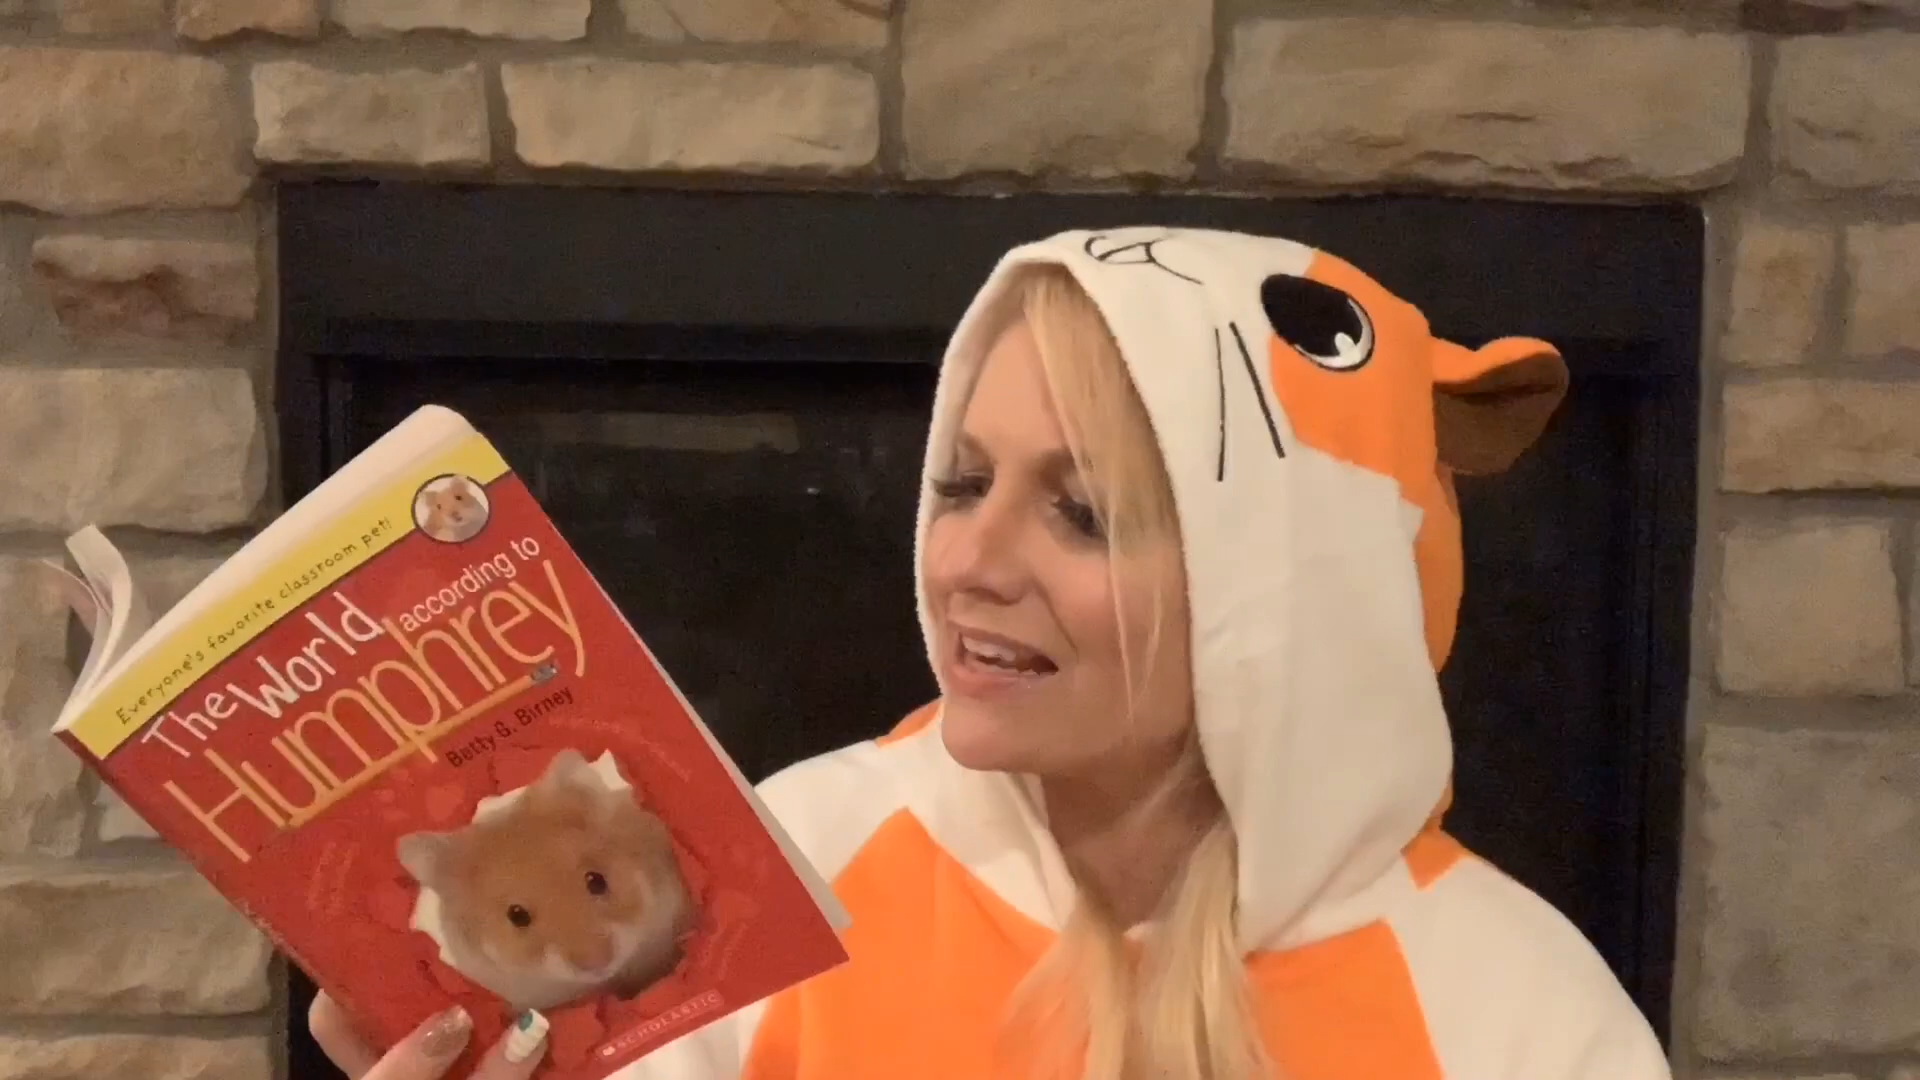 Everyone's favorite classroom pet!
The World
according to
Humphrey
Betty G. Birney
SCHOLASTIC